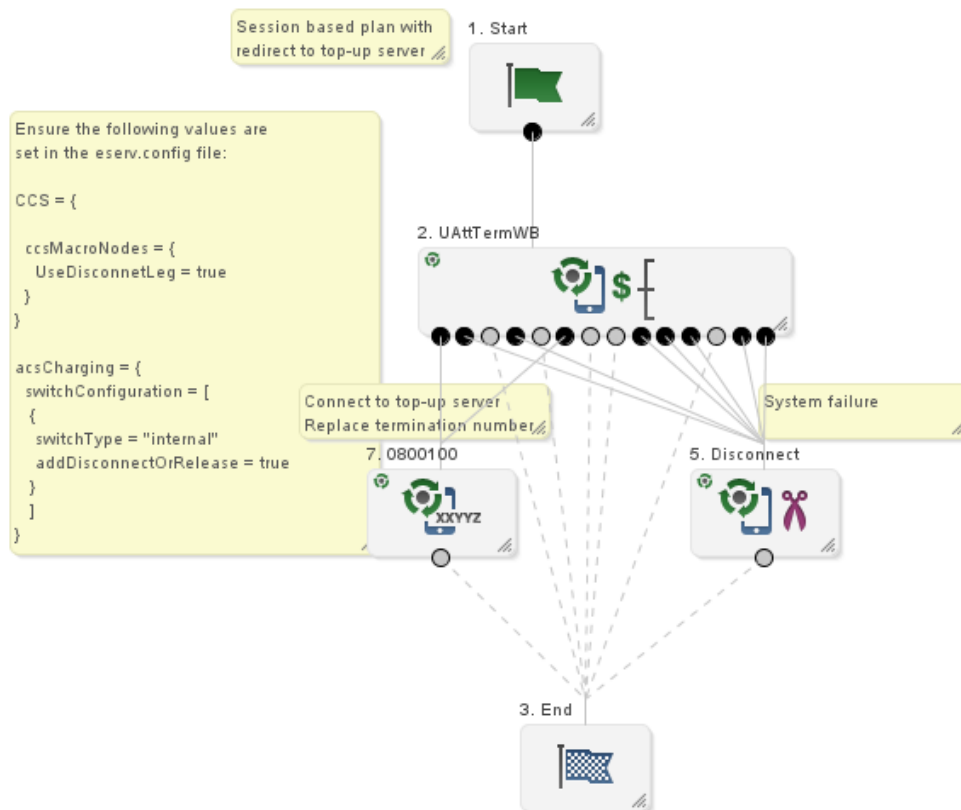 Session based plan with
redirect to top-up server
1. Start
Ensure the following values are
set in the eserv.config file:
CCS = {
ccsMacroNodes = {
UseDisconnetLeg = true
}
}
acsCharging = {
switchConfiguration = [
{
switchType = "internal"
addDisconnectOrRelease = true
}
]
}
2. UAttTermWB
$
Connect to top-up server
Replace termination number
System failure
7. 0800100
XXYYZ
5. Disconnect
3. End